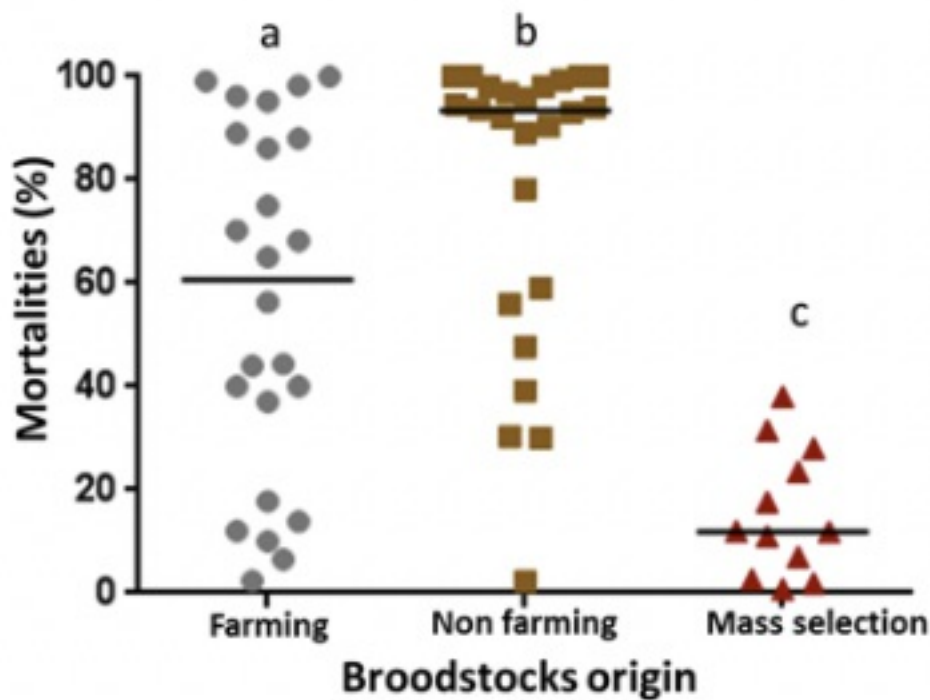 a
b
c
100
80
60
40
20
0
Mortalities (%)
Farming
Non farming
Mass selection
Broodstocks origin